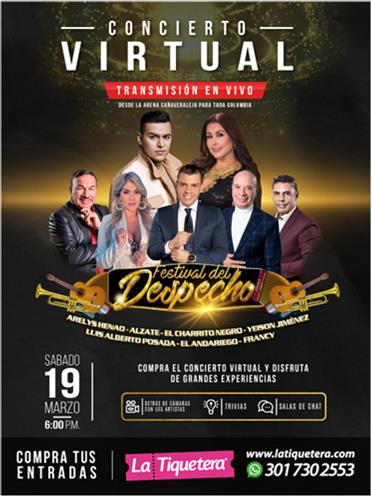 CONCIERTO
VIRTUAL
TRANSMISIÓN EN VIVO
DESDE LA ARENA CAÑAVERALEJO PARA TODA COLOMBIA
Festival del
Despecho
ARELYS HENAO - ALZATE - EL CHARRITO NEGRO - YEISON JIMÉNEZ
LUIS ALBERTO POSADA - EL ANDARIEGO - FRANCY
SABADO
19
MARZO
6:00 P.M.
COMPRA EL CONCIERTO VIRTUAL Y DISFRUTA
DE GRANDES EXPERIENCIAS
DETRÁS DE CÁMARAS
CON LOS ARTISTAS
TRIVIAS
SALAS DE CHAT
COMPRA TUS
ENTRADAS
La Tiquetera
www.latiquetera.com
301 730 2553